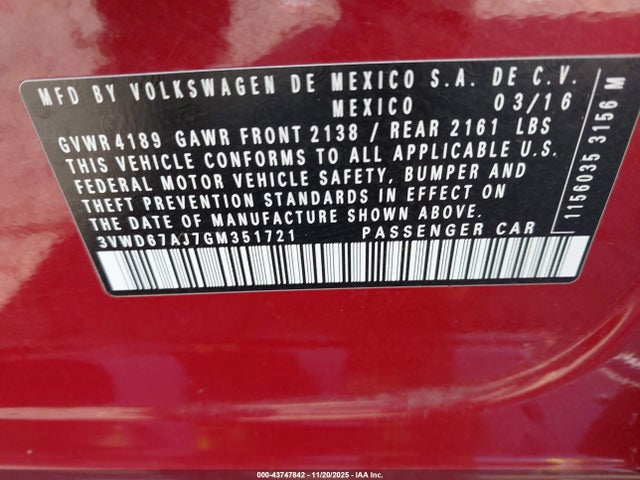 MFD BY VOLKSWAGEN DE MEXICO S.A. DE C.V.
MEXICO 03/16
GVWR 4189 GAWR FRONT 2138 / REAR 2161 LBS
THIS VEHICLE CONFORMS TO ALL APPLICABLE U.S.
FEDERAL MOTOR VEHICLE SAFETY, BUMPER AND
THEFT PREVENTION STANDARDS IN EFFECT ON
THE DATE OF MANUFACTURE SHOWN ABOVE.
3VWD67AJ7GM351721 PASSENGER CAR
1156035 3156 M
000-43747842 - 11/20/2025 - IAA Inc.